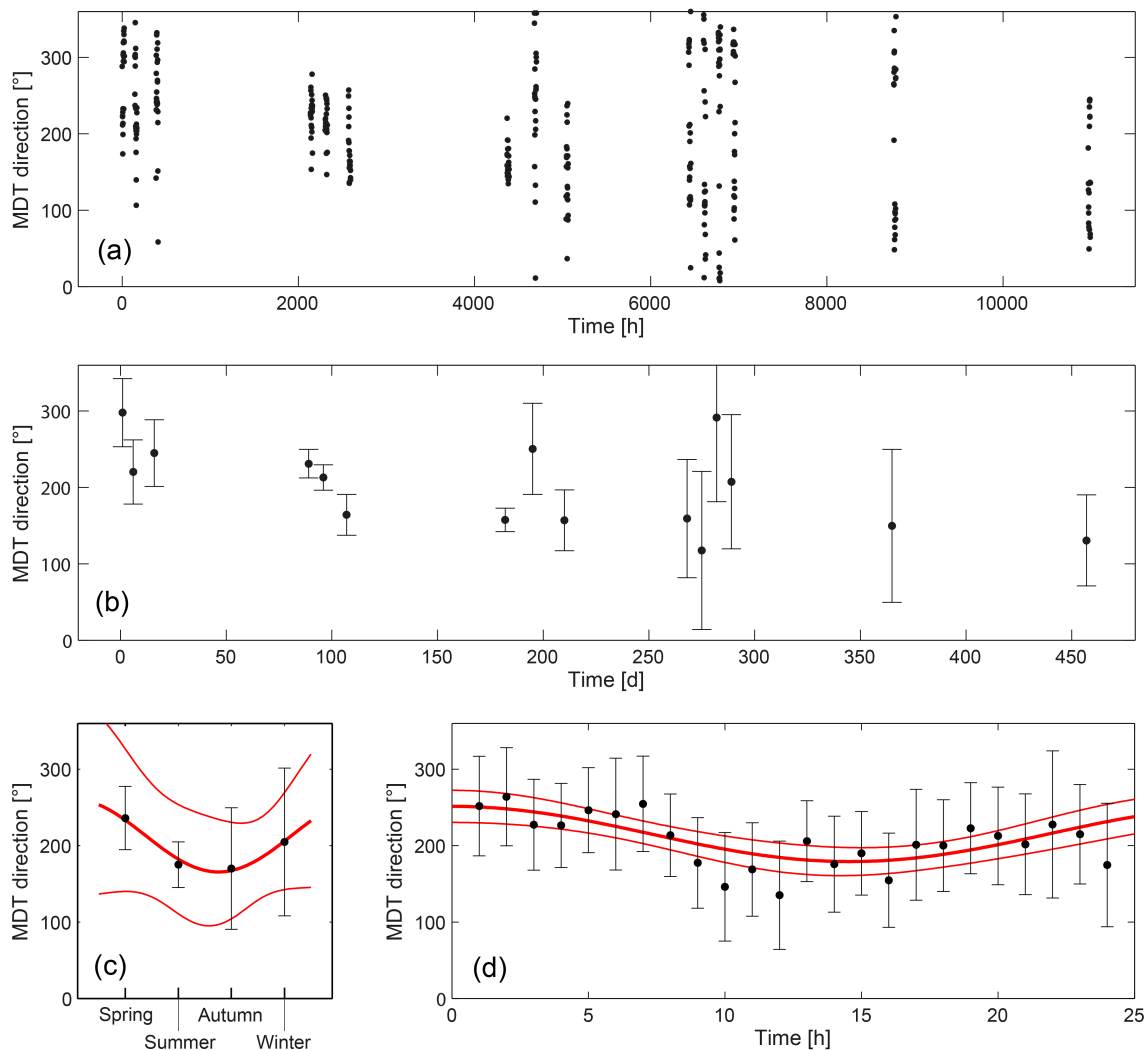 MDT direction [°]
300
200
100
0
(a)
0
2000
4000
6000
8000
10000
Time [h]
MDT direction [°]
300
200
100
0
(b)
0
50
100
150
200
250
300
350
400
450
Time [d]
MDT direction [°]
300
200
100
0
(c)
Spring
Summer
Autumn
Winter
MDT direction [°]
300
200
100
0
(d)
0
5
10
15
20
25
Time [h]